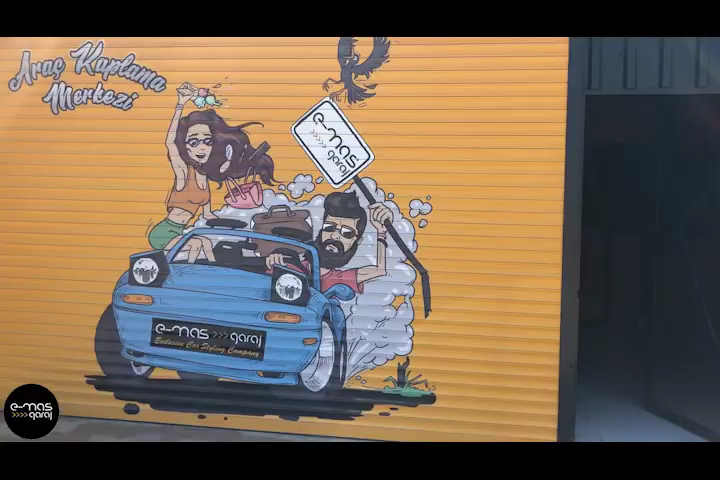 Araç Kaplama
Merkezi
e-mas
>>>> garaj
e-mas >>>> garaj
Exclusive Car Styling Company
e-mas
>>>> garaj